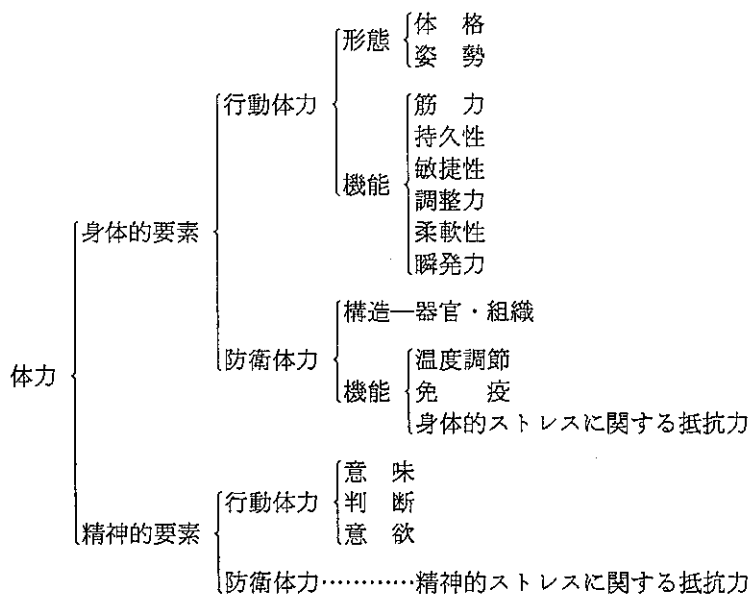 体格
形態
姿勢
行動体力
筋力
持久性
敏捷性
機能
調整力
柔軟性
瞬発力
身体的要素
構造―器官・組織
防衛体力
温度調節
機能
免疫
身体的ストレスに関する抵抗力
体力
意味
行動体力
判断
意欲
精神的要素
防衛体力…………精神的ストレスに関する抵抗力